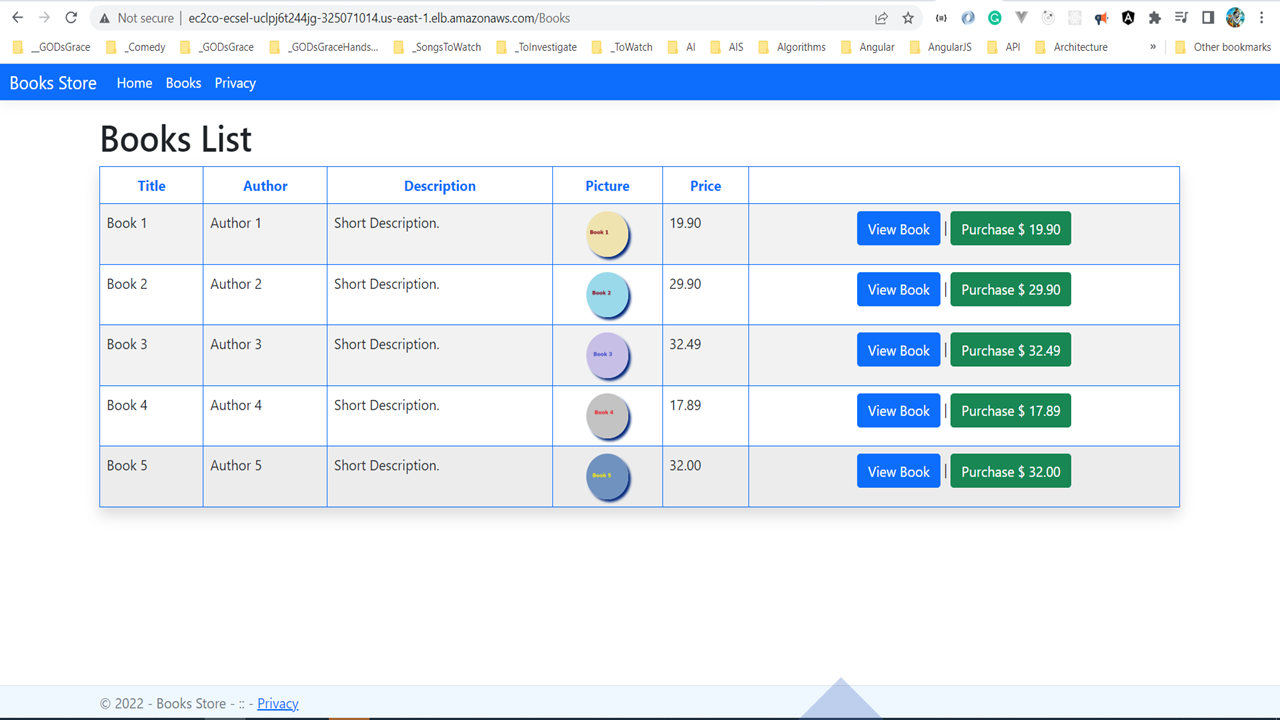 Not secure | ec2co-ecsel-uclpj6t244jg-325071014.us-east-1.elb.amazonaws.com/Books
__GODsGrace _Comedy _GODsGrace _GODsGraceHands... _SongsToWatch _ToInvestigate _ToWatch AI AIS Algorithms Angular AngularJS API Architecture » Other bookmarks
Books Store Home Books Privacy
Books List
Title Author Description Picture Price
Book 1 Author 1 Short Description. Book 1 19.90 View Book | Purchase $ 19.90
Book 2 Author 2 Short Description. Book 2 29.90 View Book | Purchase $ 29.90
Book 3 Author 3 Short Description. Book 3 32.49 View Book | Purchase $ 32.49
Book 4 Author 4 Short Description. Book 4 17.89 View Book | Purchase $ 17.89
Book 5 Author 5 Short Description. Book 5 32.00 View Book | Purchase $ 32.00
© 2022 - Books Store - :: - Privacy